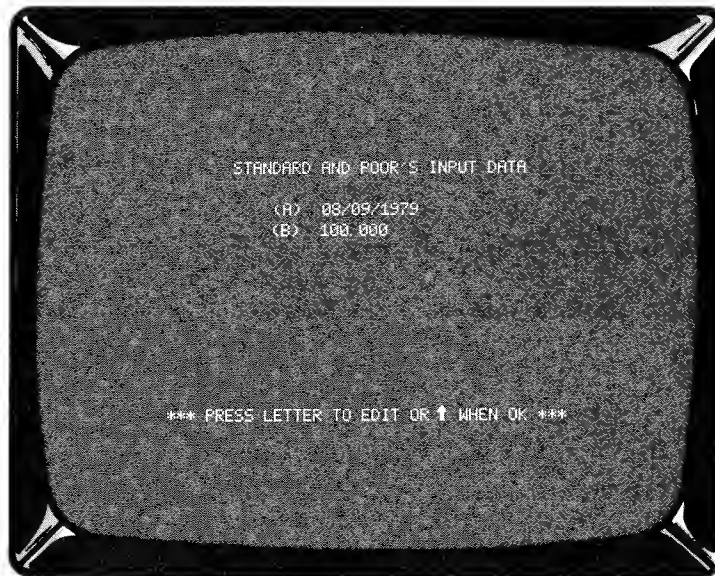 STANDARD AND POOR'S INPUT DATA
(A) 08/09/1979
(B) 100.000
*** PRESS LETTER TO EDIT OR ↑ WHEN OK ***